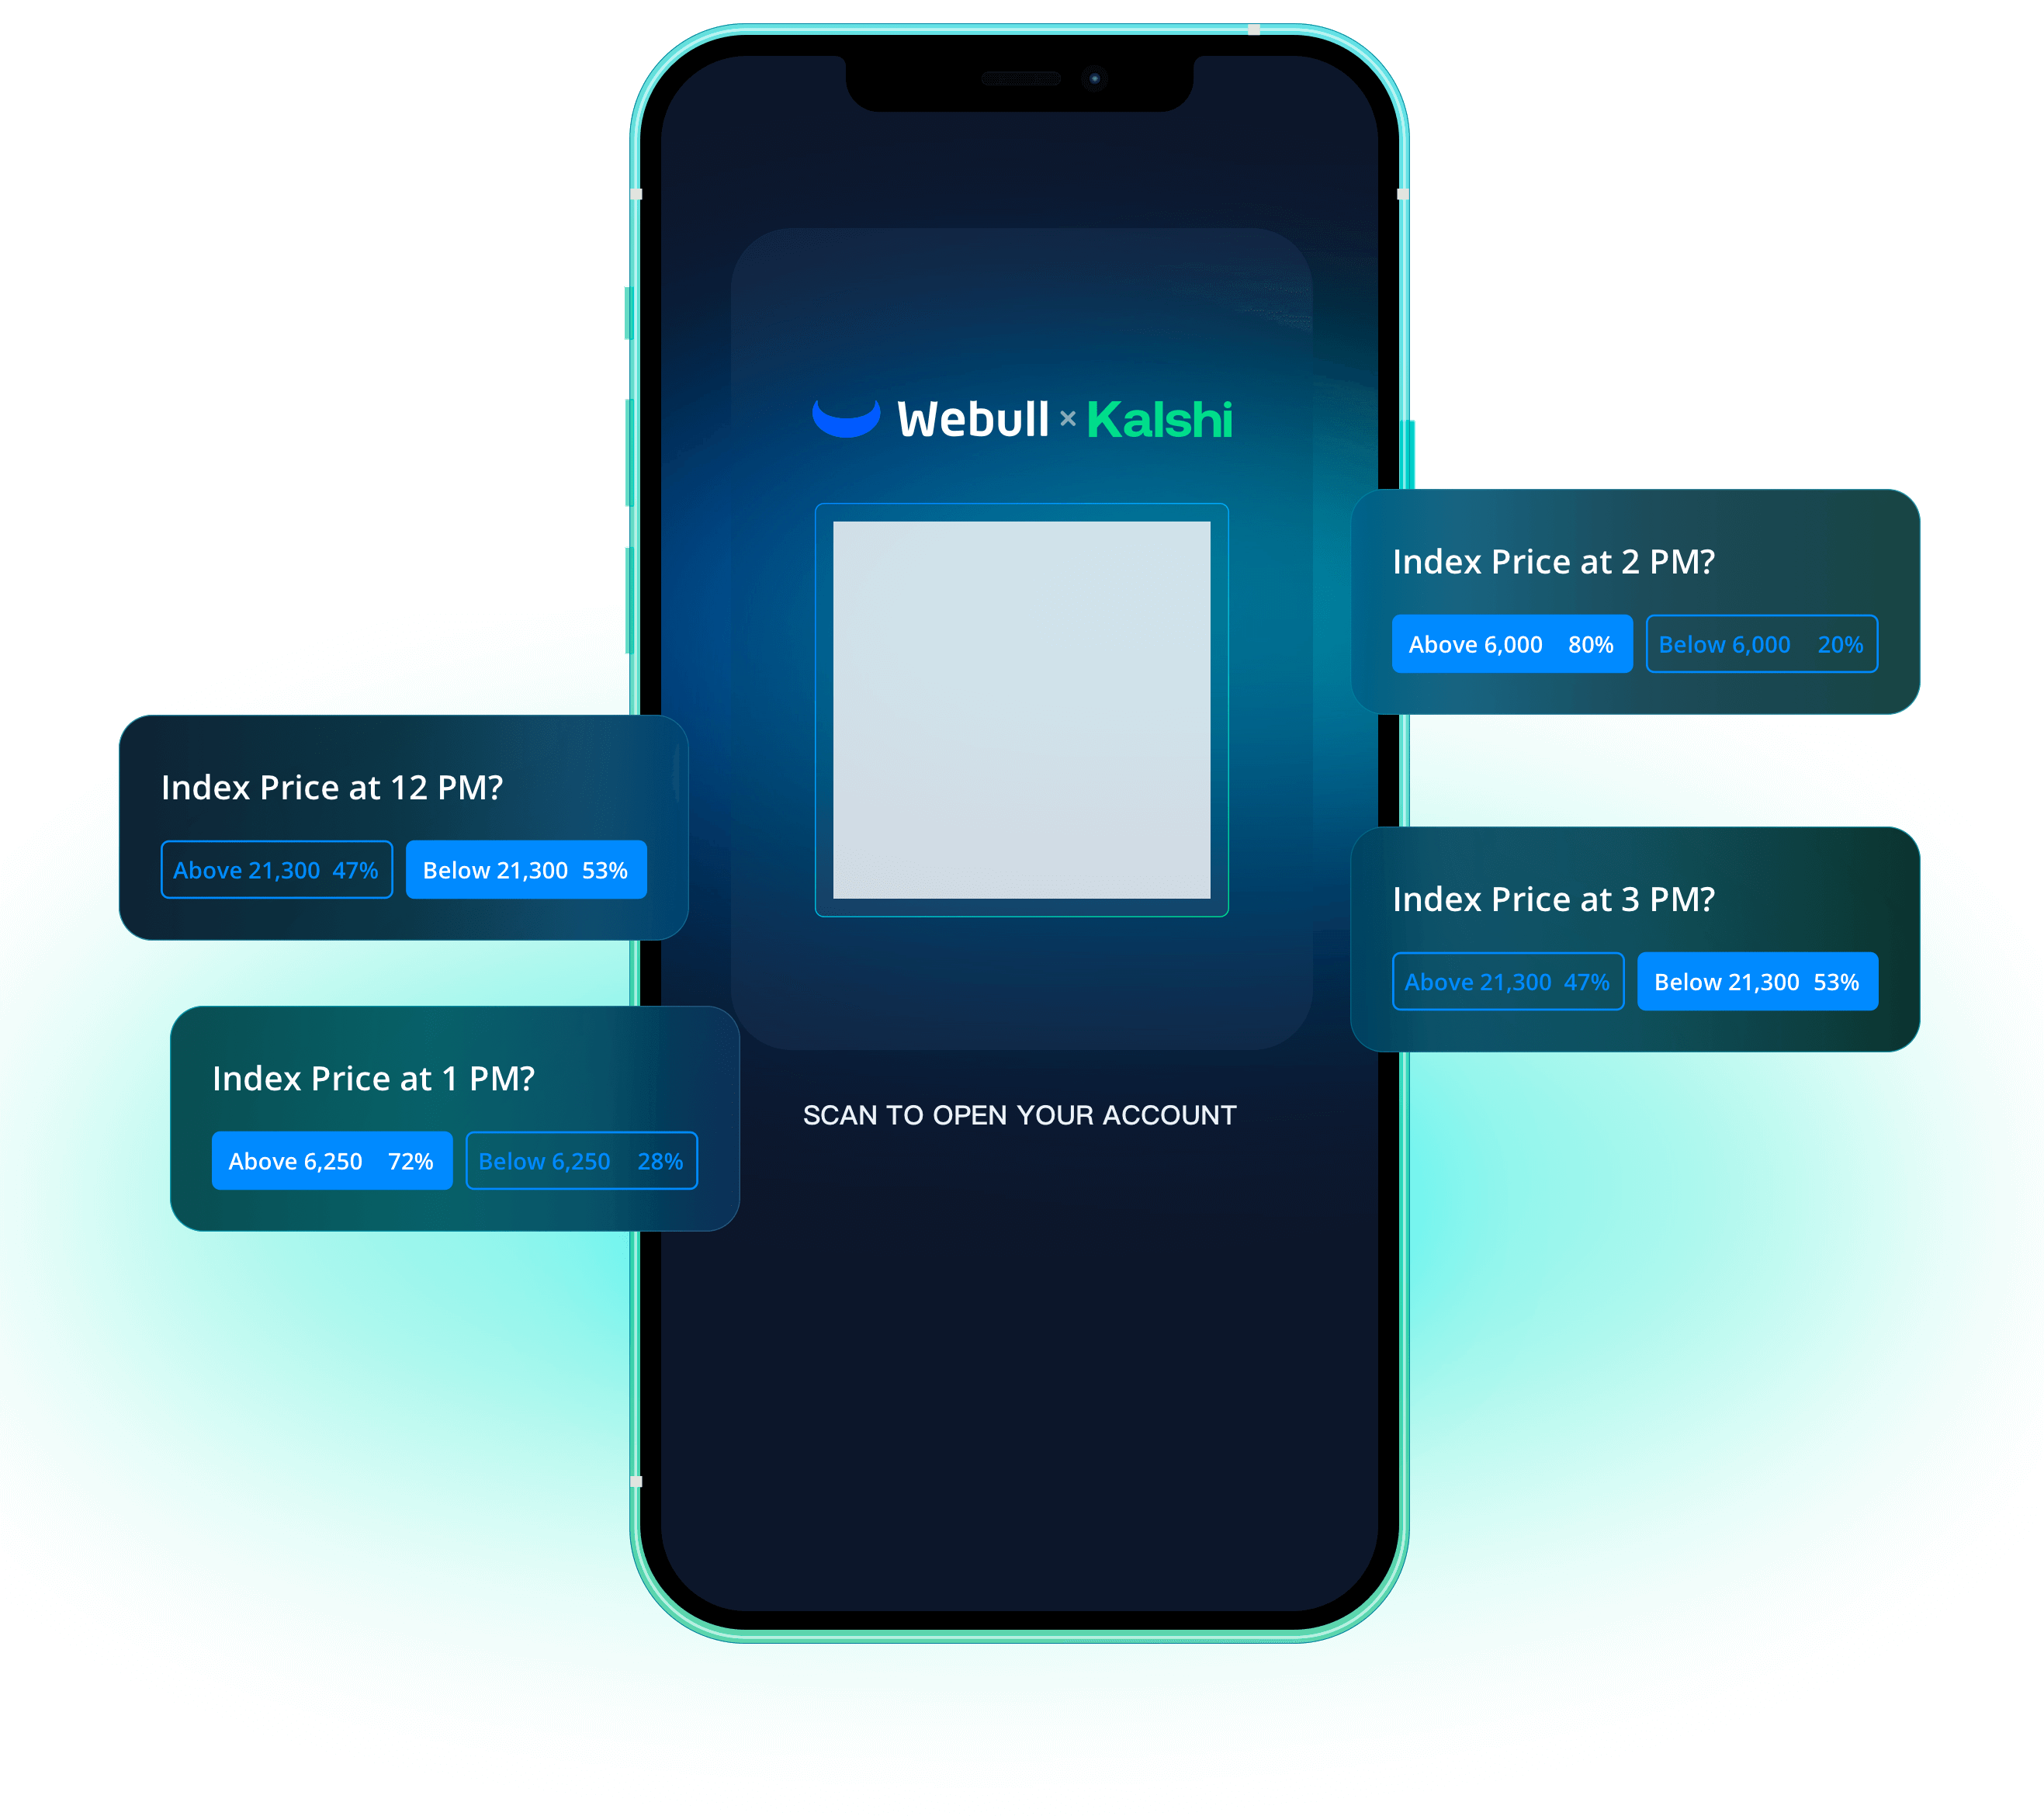 Webull × Kalshi
Index Price at 2 PM?
Above 6,000 80% Below 6,000 20%
Index Price at 12 PM?
Above 21,300 47% Below 21,300 53%
Index Price at 3 PM?
Above 21,300 47% Below 21,300 53%
Index Price at 1 PM?
Above 6,250 72% Below 6,250 28%
SCAN TO OPEN YOUR ACCOUNT